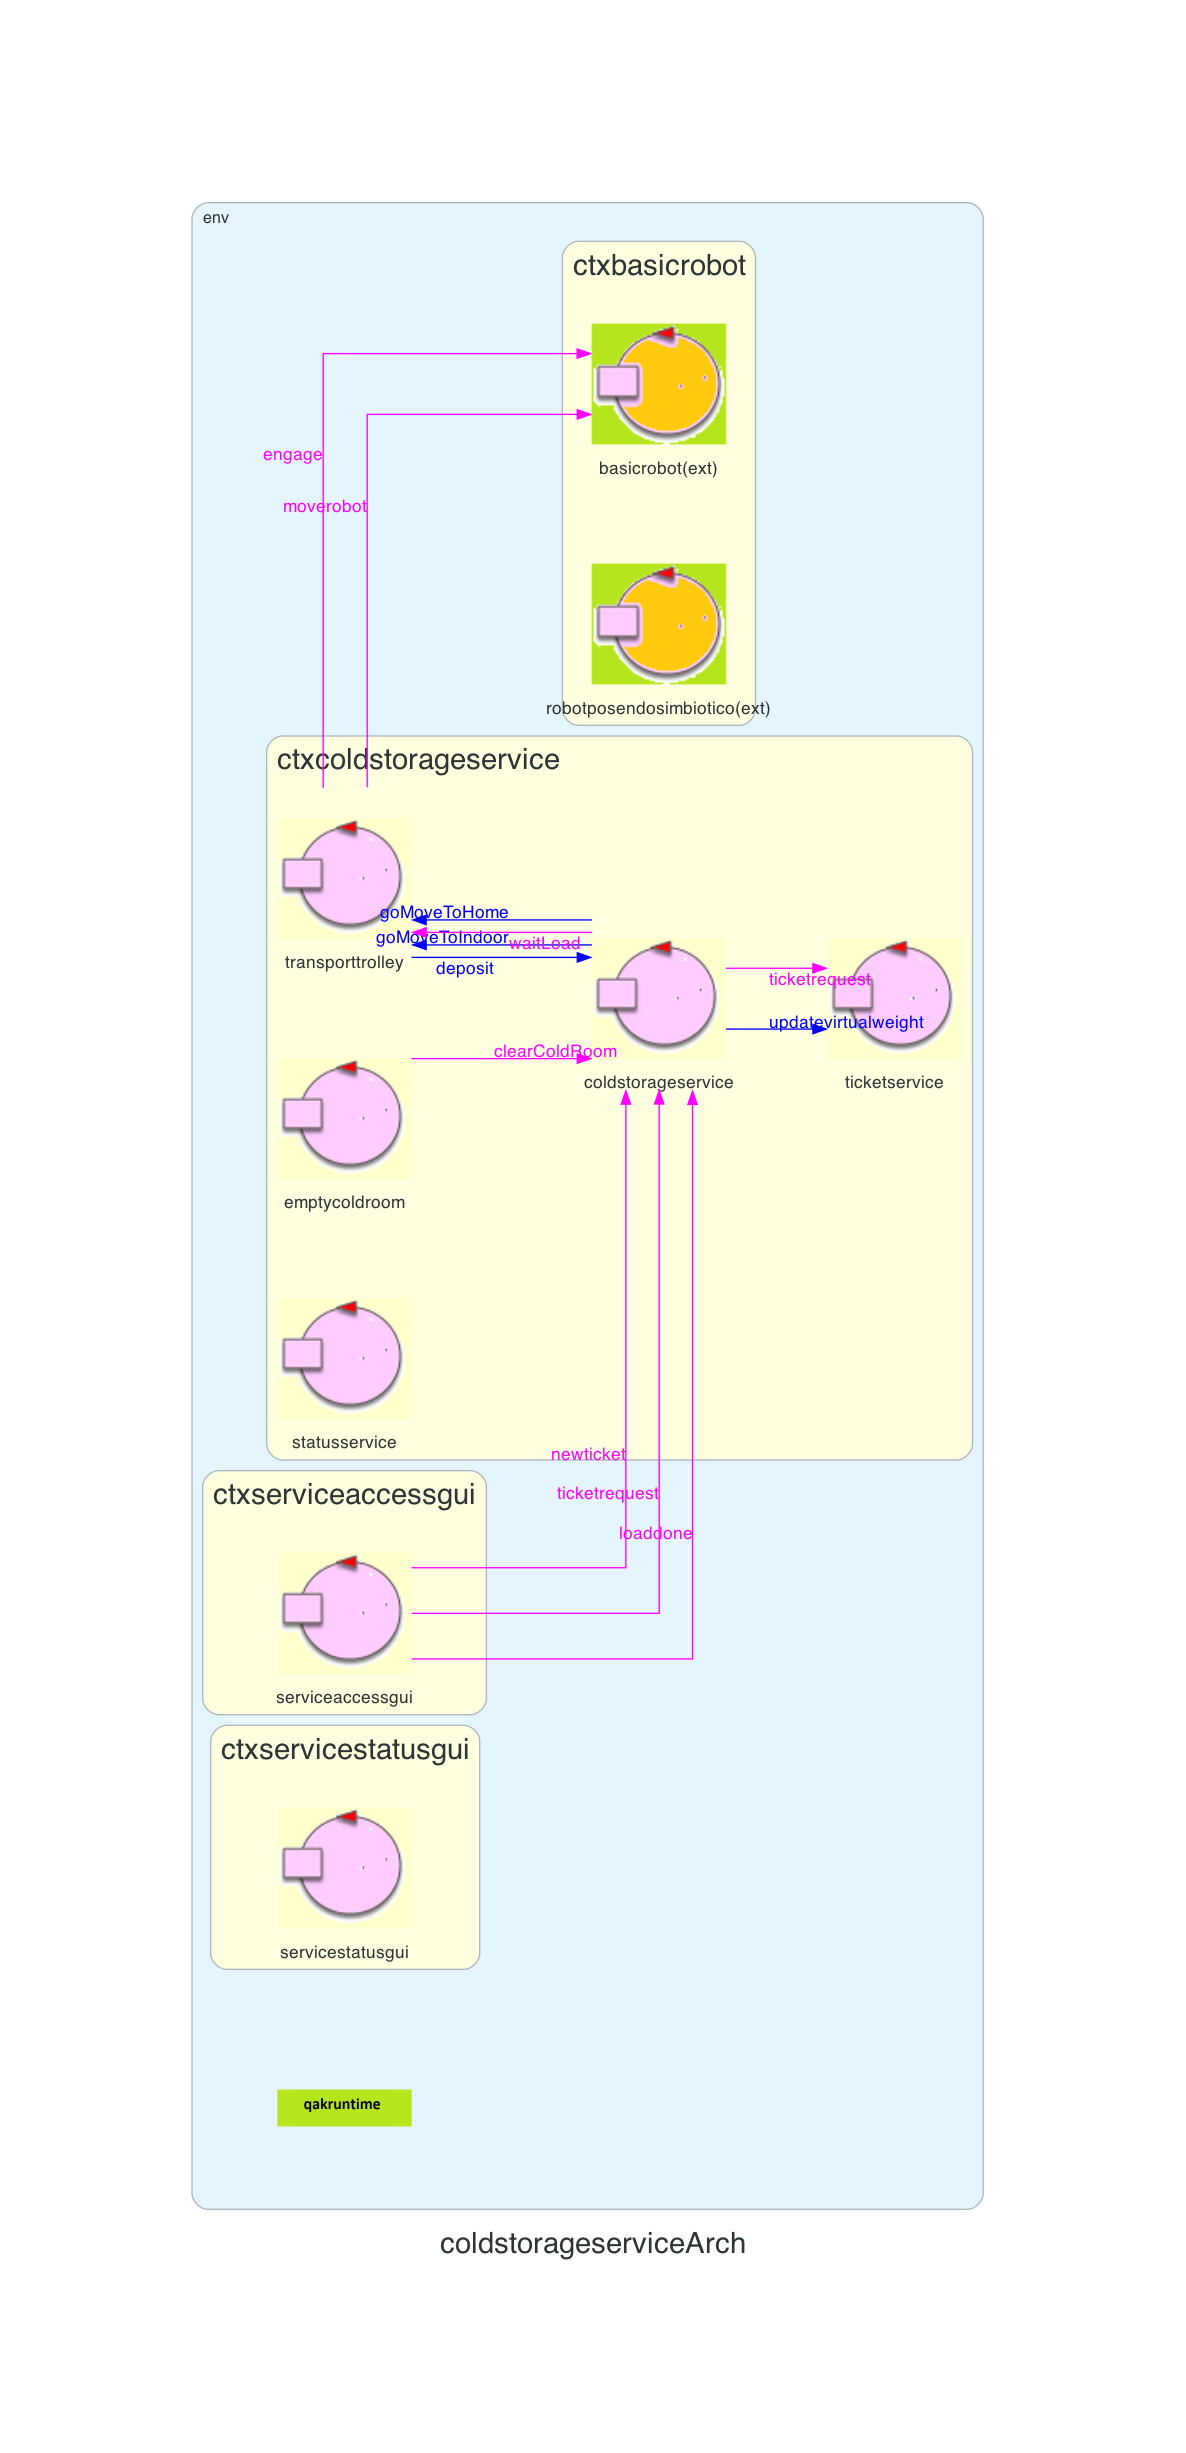 env
ctxbasicrobot
engage
basicrobot(ext)
moverobot
robotposendosimbiotico(ext)
ctxcoldstorageservice
goMoveToHome
goMoveToIndoor
waitLoad
transporttrolley
deposit
ticketrequest
updatevirtualweight
clearColdRoom
coldstorageservice
ticketservice
emptycoldroom
statusservice
newticket
ctxserviceaccessgui
ticketrequest
loaddone
serviceaccessgui
ctxservicestatusgui
servicestatusgui
qakruntime
coldstorageserviceArch